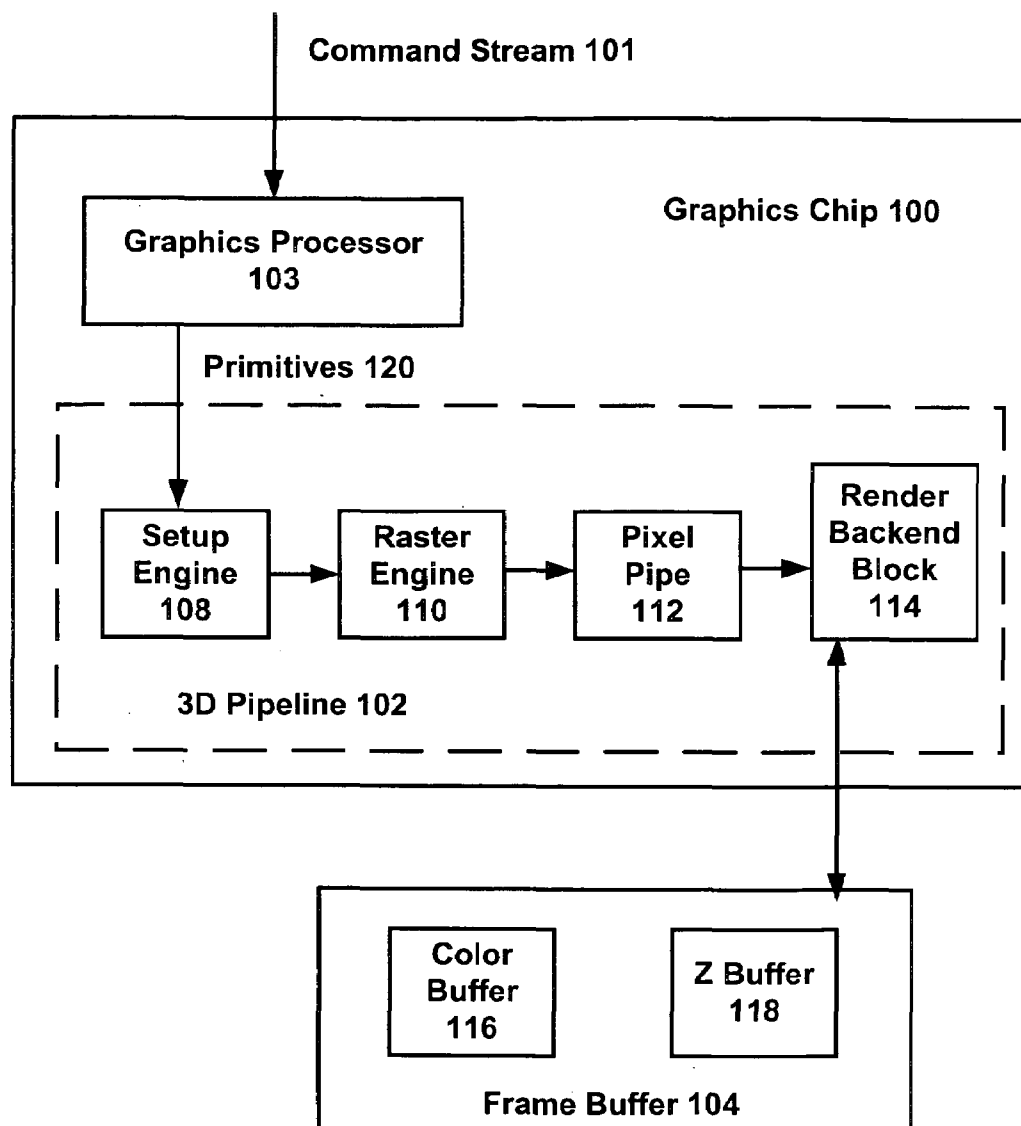 Command Stream 101
Graphics Chip 100
Graphics Processor
103
Primitives 120
Setup
Engine
108
Raster
Engine
110
Pixel
Pipe
112
Render
Backend
Block
114
3D Pipeline 102
Color
Buffer
116
Z Buffer
118
Frame Buffer 104